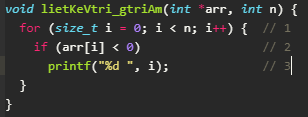 void lietKeVtri_gtriAm(int *arr, int n) {
  for (size_t i = 0; i < n; i++) {  // 1
    if (arr[i] < 0)                 // 2
      printf("%d ", i);             // 3
  }
}